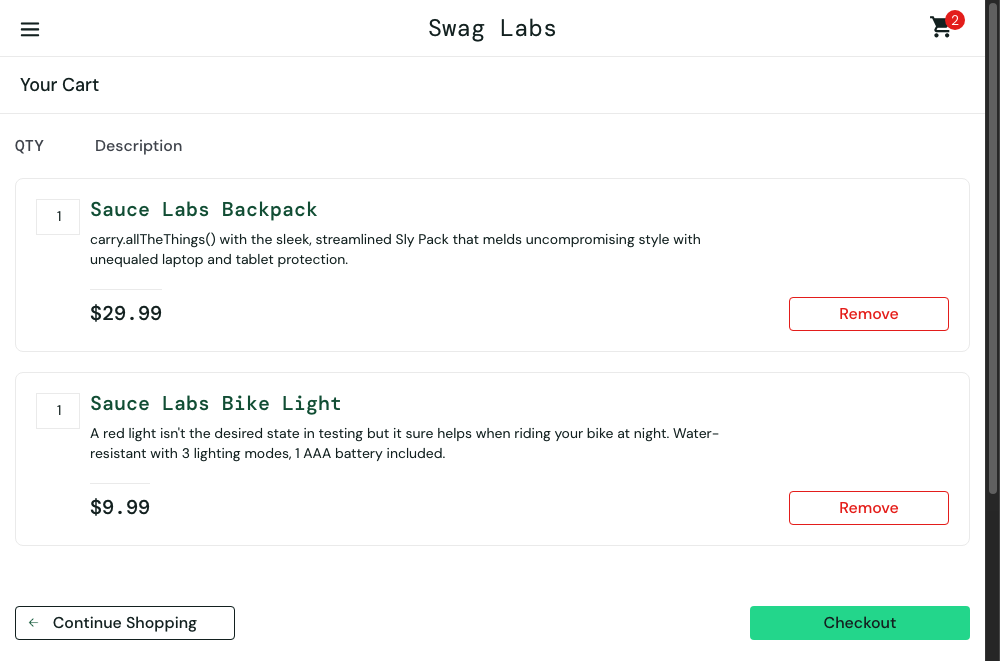 Swag Labs
2
Your Cart
QTY Description
1
Sauce Labs Backpack
carry.allTheThings() with the sleek, streamlined Sly Pack that melds uncompromising style with
unequaled laptop and tablet protection.
$29.99
Remove
1
Sauce Labs Bike Light
A red light isn't the desired state in testing but it sure helps when riding your bike at night. Water-
resistant with 3 lighting modes, 1 AAA battery included.
$9.99
Remove
Continue Shopping
Checkout